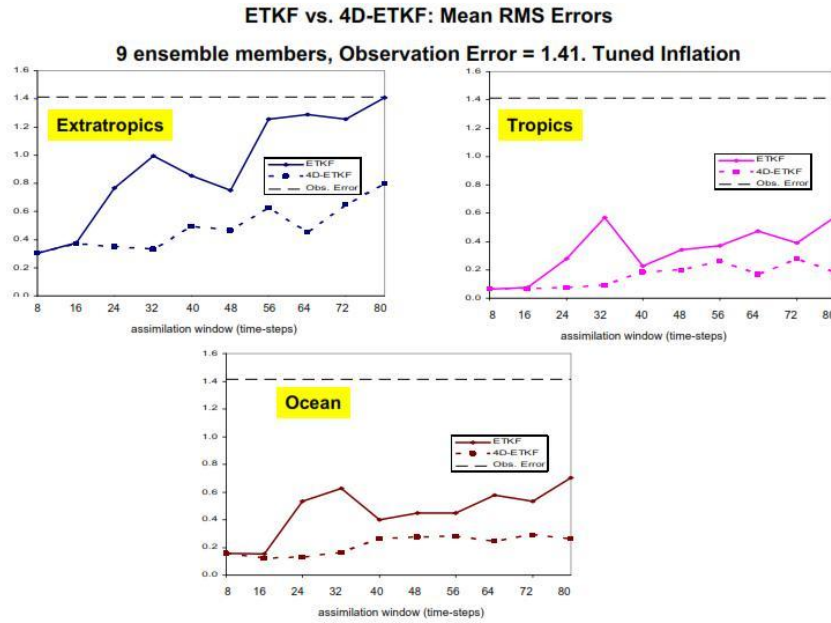 ETKF vs. 4D-ETKF: Mean RMS Errors
9 ensemble members, Observation Error = 1.41. Tuned Inflation
1.6
1.4
1.2
1.0
0.8
0.6
0.4
0.2
0.0
Extratropics
ETKF
4D-ETKF
Obs. Error
8 16 24 32 40 48 56 64 72 80
assimilation window (time-steps)
1.6
1.4
1.2
1.0
0.8
0.6
0.4
0.2
0.0
Tropics
ETKF
4D-ETKF
Obs. Error
8 16 24 32 40 48 56 64 72 80
assimilation window (time-steps)
1.6
1.4
1.2
1.0
0.8
0.6
0.4
0.2
0.0
Ocean
ETKF
4D-ETKF
Obs. Error
8 16 24 32 40 48 56 64 72 80
assimilation window (time-steps)